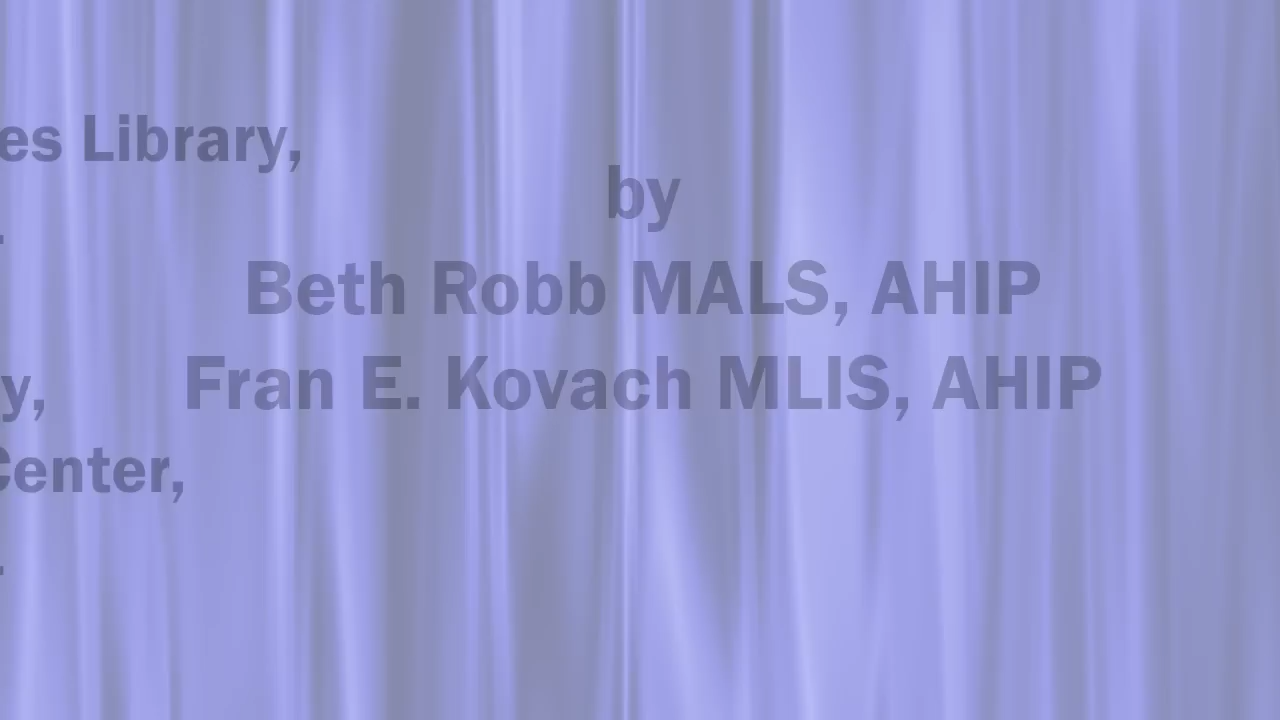 es Library,
by
Beth Robb MALS, AHIP
Fran E. Kovach MLIS, AHIP
y,
Center,